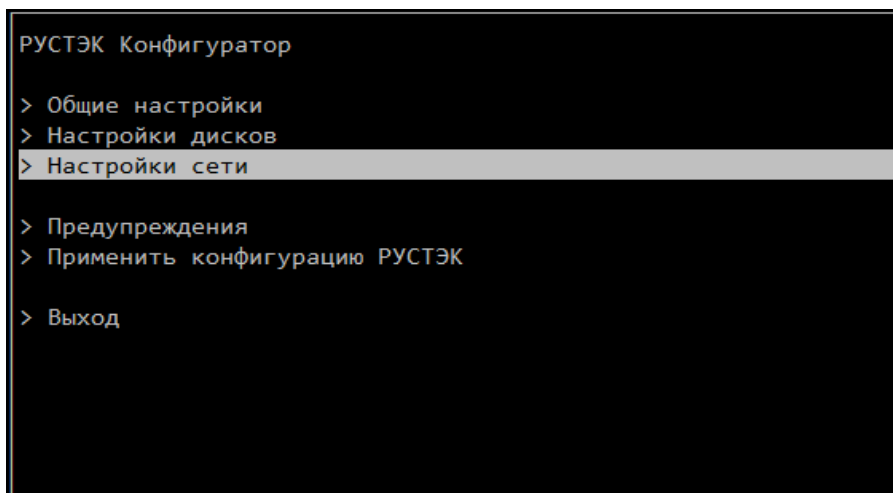 РУСТЭК Конфигуратор
> Общие настройки
> Настройки дисков
> Настройки сети
> Предупреждения
> Применить конфигурацию РУСТЭК
> Выход